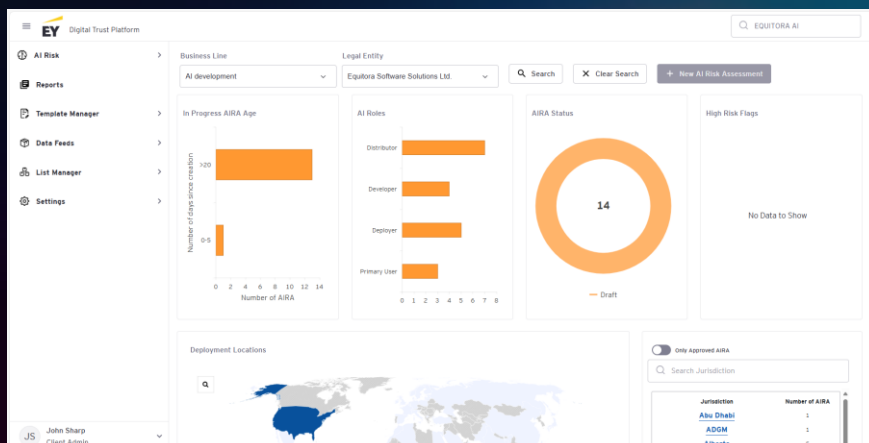 EY Digital Trust Platform
EQUITORA AI
AI Risk
Reports
Template Manager
Data Feeds
List Manager
Settings
Business Line
Legal Entity
AI development
Equitora Software Solutions Ltd.
Search
Clear Search
+ New AI Risk Assessment
In Progress AIRA Age
Number of days since creation
>20
0-5
0 2 4 6 8 10 12 14
Number of AIRA
AI Roles
Distributor
Developer
Deployer
Primary User
0 1 2 3 4 5 6 7 8
AIRA Status
14
Draft
High Risk Flags
No Data to Show
Deployment Locations
Only Approved AIRA
Search Jurisdiction
Jurisdiction Number of AIRA
Abu Dhabi 1
ADGM 1
JS John Sharp
Client Admin